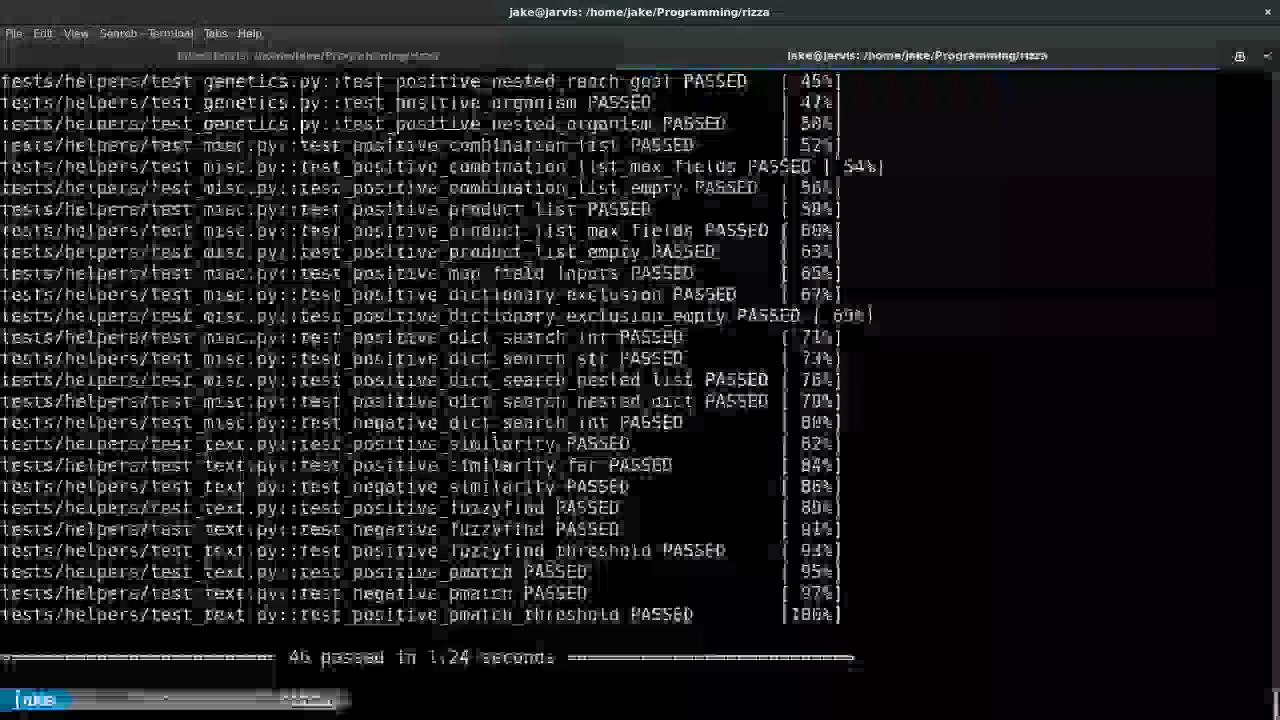 jake@jarvis: /home/jake/Programming/rizza
File Edit View Search Terminal Tabs Help
jake@jarvis: /home/jake/Programming/rizza jake@jarvis: /home/jake/Programming/rizza
tests/helpers/test_genetics.py::test_positive_nested_reach_goal PASSED [ 45%]
tests/helpers/test_genetics.py::test_positive_organism PASSED [ 47%]
tests/helpers/test_genetics.py::test_positive_nested_organism PASSED [ 50%]
tests/helpers/test_misc.py::test_positive_combination_list PASSED [ 52%]
tests/helpers/test_misc.py::test_positive_combination_list_max_fields PASSED [ 54%]
tests/helpers/test_misc.py::test_positive_combination_list_empty PASSED [ 56%]
tests/helpers/test_misc.py::test_positive_product_list PASSED [ 58%]
tests/helpers/test_misc.py::test_positive_product_list_max_fields PASSED [ 60%]
tests/helpers/test_misc.py::test_positive_product_list_empty PASSED [ 63%]
tests/helpers/test_misc.py::test_positive_map_field_inputs PASSED [ 65%]
tests/helpers/test_misc.py::test_positive_dictionary_exclusion PASSED [ 67%]
tests/helpers/test_misc.py::test_positive_dictionary_exclusion_empty PASSED [ 69%]
tests/helpers/test_misc.py::test_positive_dict_search_int PASSED [ 71%]
tests/helpers/test_misc.py::test_positive_dict_search_str PASSED [ 73%]
tests/helpers/test_misc.py::test_positive_dict_search_nested_list PASSED [ 76%]
tests/helpers/test_misc.py::test_positive_dict_search_nested_dict PASSED [ 78%]
tests/helpers/test_misc.py::test_negative_dict_search_int PASSED [ 80%]
tests/helpers/test_text.py::test_positive_similarity PASSED [ 82%]
tests/helpers/test_text.py::test_positive_similarity_far PASSED [ 84%]
tests/helpers/test_text.py::test_negative_similarity PASSED [ 86%]
tests/helpers/test_text.py::test_positive_fuzzyfind PASSED [ 89%]
tests/helpers/test_text.py::test_negative_fuzzyfind PASSED [ 91%]
tests/helpers/test_text.py::test_positive_fuzzyfind_threshold PASSED [ 93%]
tests/helpers/test_text.py::test_positive_pmatch PASSED [ 95%]
tests/helpers/test_text.py::test_negative_pmatch PASSED [ 97%]
tests/helpers/test_text.py::test_positive_pmatch_threshold PASSED [100%]
46 passed in 1.24 seconds